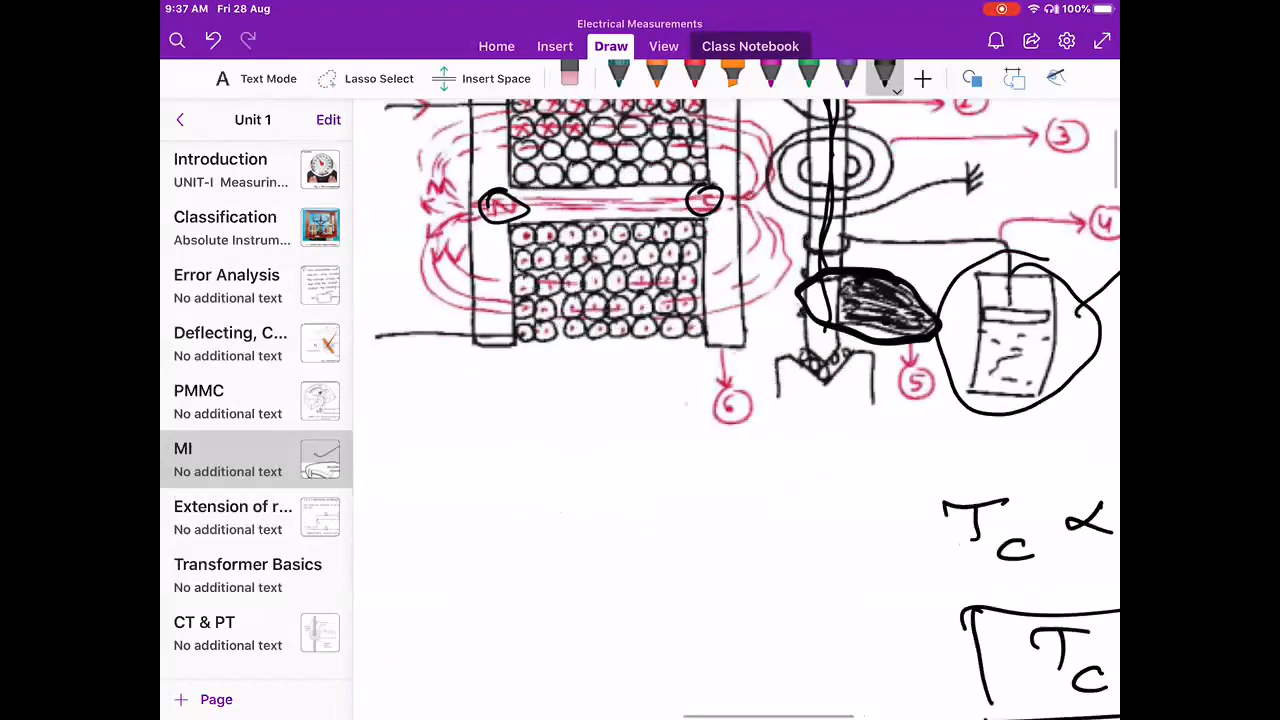 9:37 AM Fri 28 Aug
100%
Electrical Measurements
Home Insert Draw View Class Notebook
Text Mode Lasso Select Insert Space
Unit 1 Edit
Introduction
UNIT-I Measurin...
Classification
Absolute Instrum...
Error Analysis
No additional text
Deflecting, C...
No additional text
PMMC
No additional text
MI
No additional text
Extension of r...
No additional text
Transformer Basics
No additional text
CT & PT
No additional text
+ Page
2
3
4
N
5
6
T_C ∝
T_C